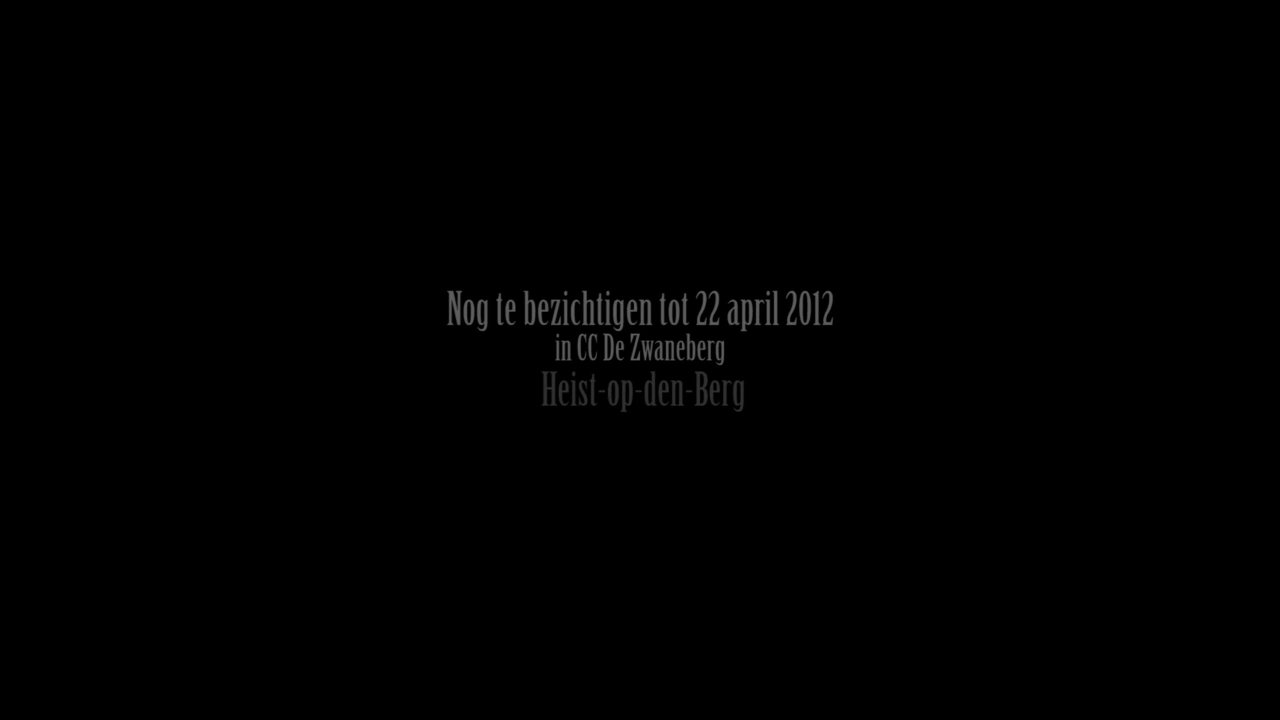 Nog te bezichtigen tot 22 april 2012
in CC De Zwaneberg
Heist-op-den-Berg